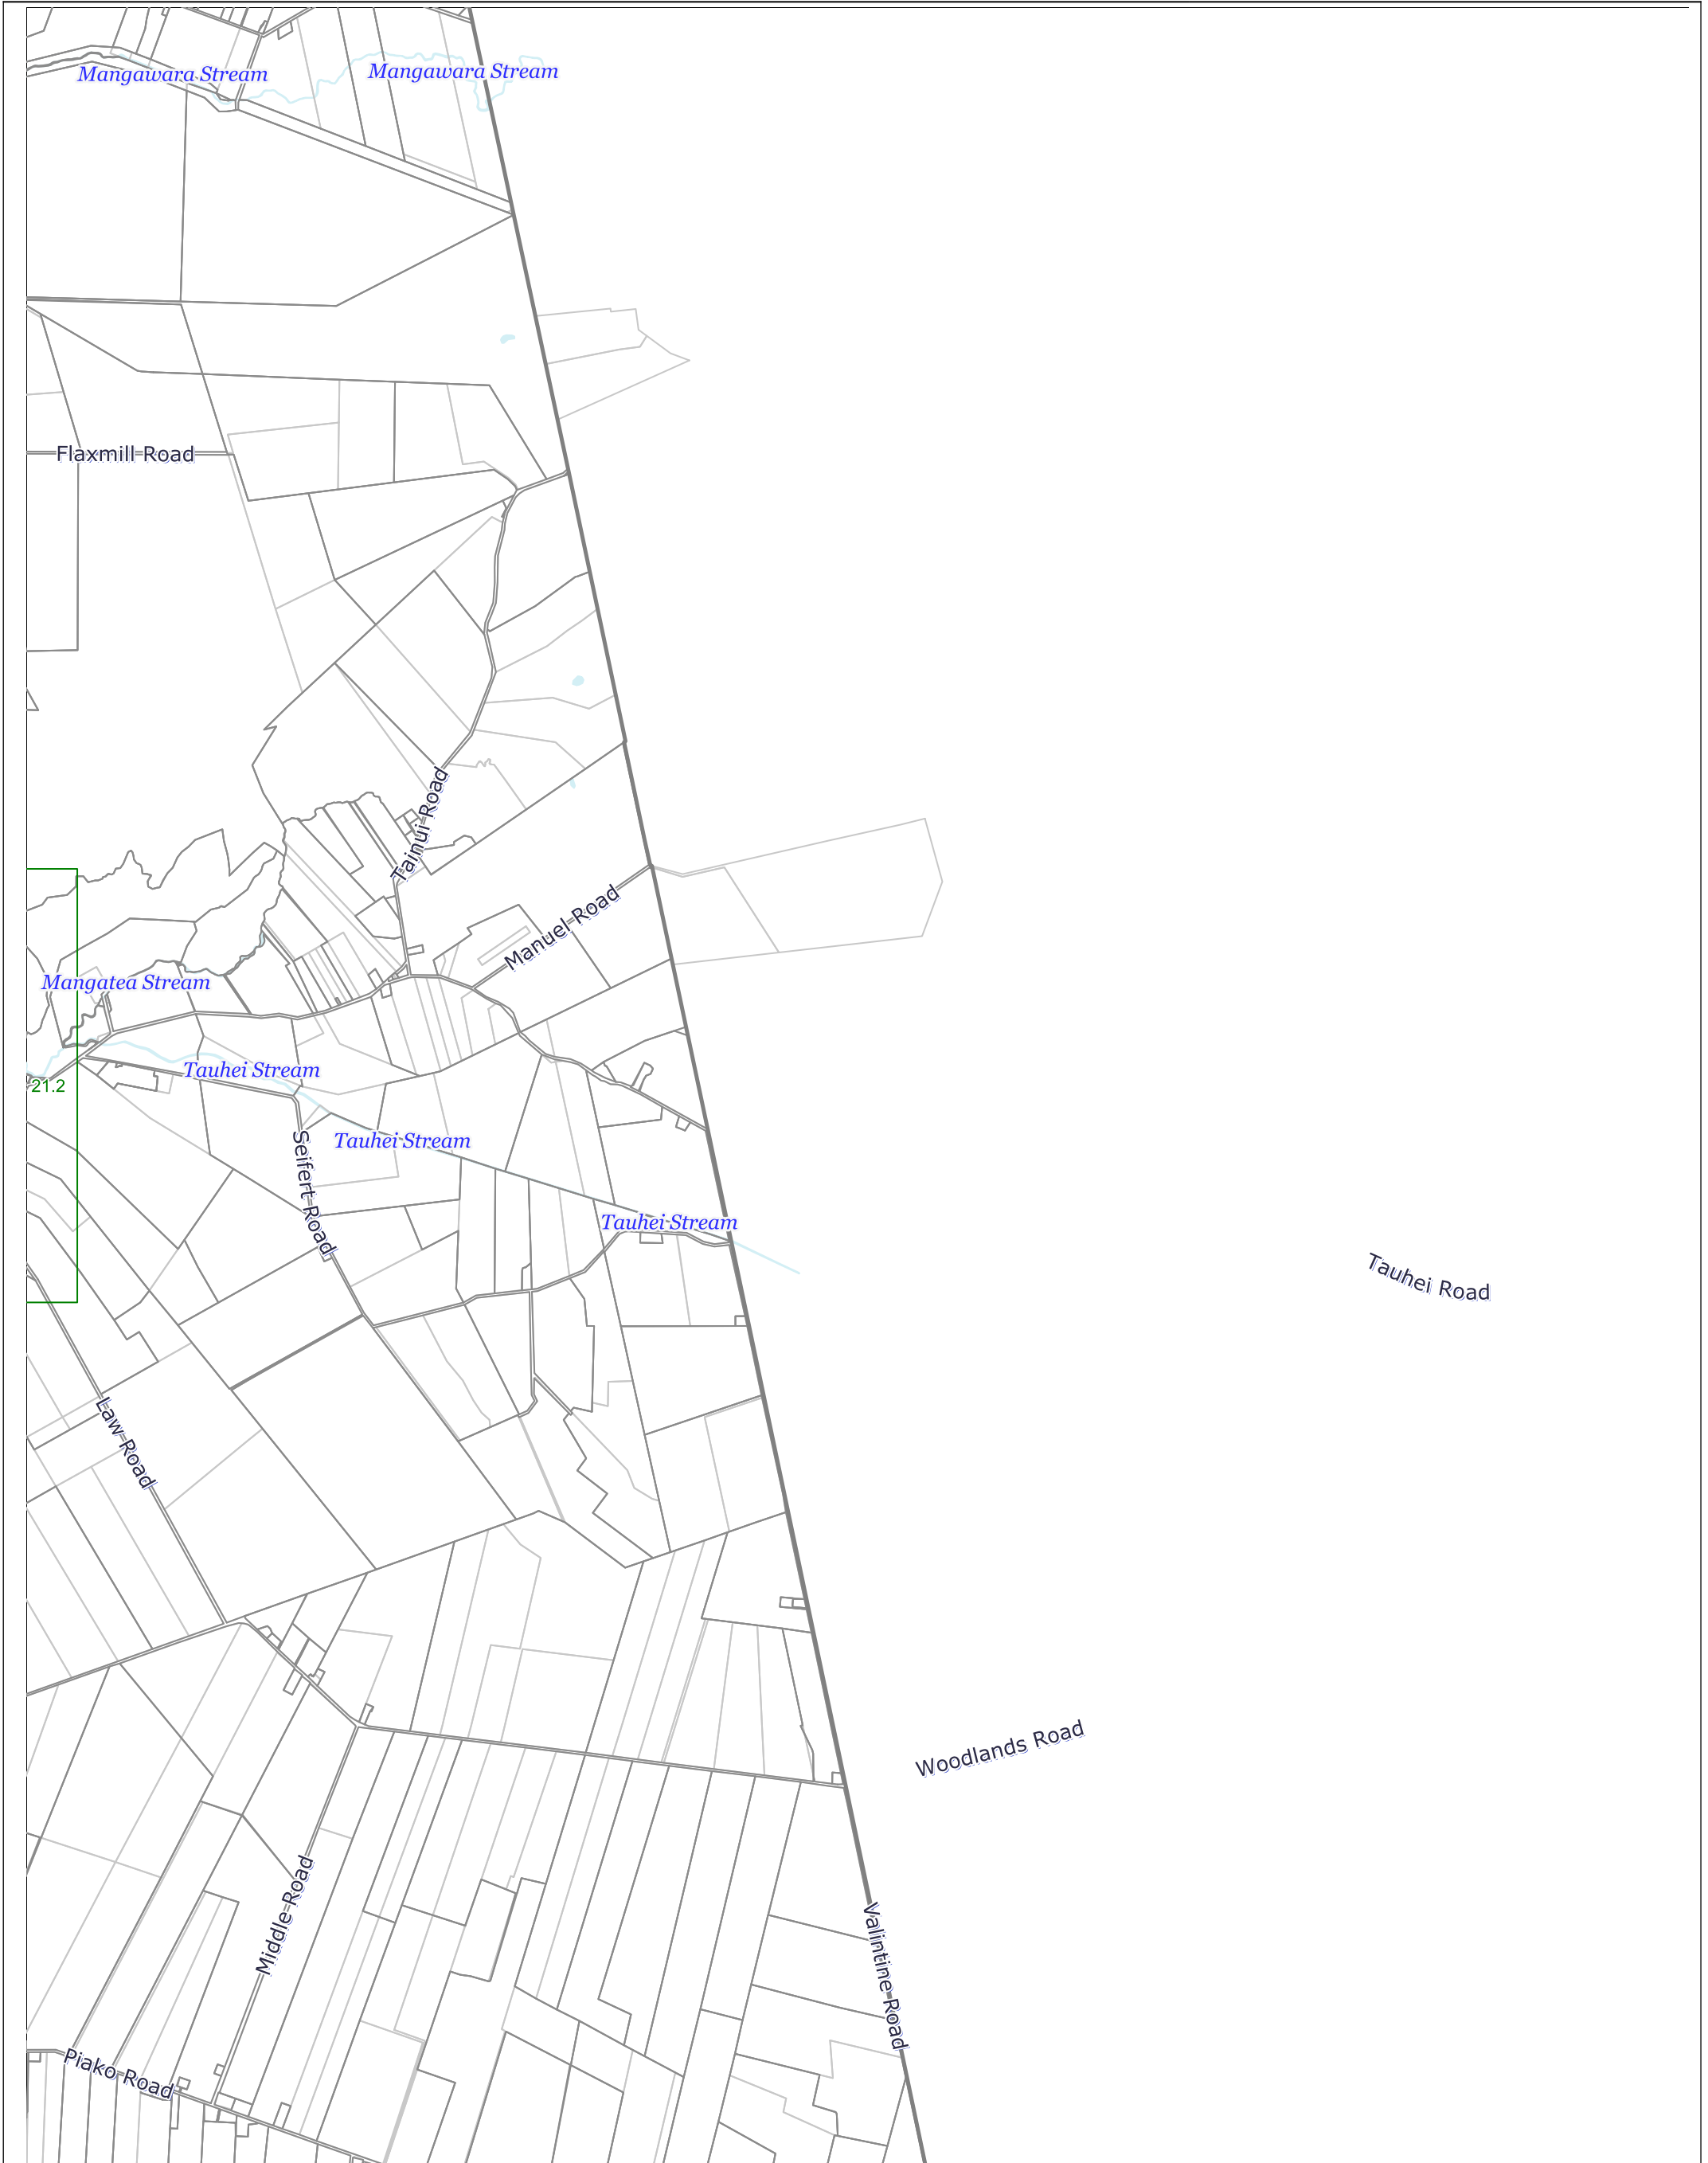 Mangawara Stream
Mangawara Stream
Flaxmill Road
Tainui Road
Manuel Road
Mangatea Stream
Tauhei Stream
21.2
Tauhei Stream
Seifert Road
Tauhei Stream
Tauhei Road
Law Road
Woodlands Road
Middle Road
Valintine Road
Piako Road